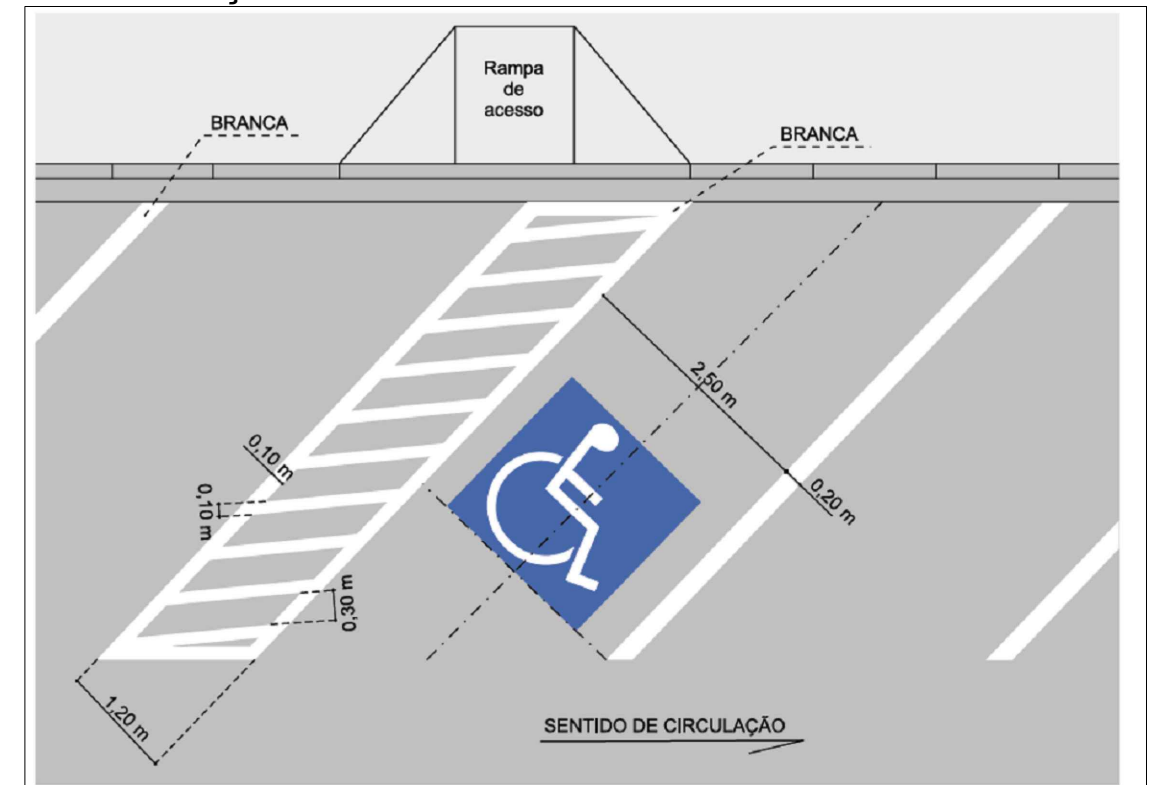 Rampa
de
acesso
BRANCA
BRANCA
2,50 m
0,10 m
0,10 m
0,20 m
0,30 m
1,20 m
SENTIDO DE CIRCULAÇÃO